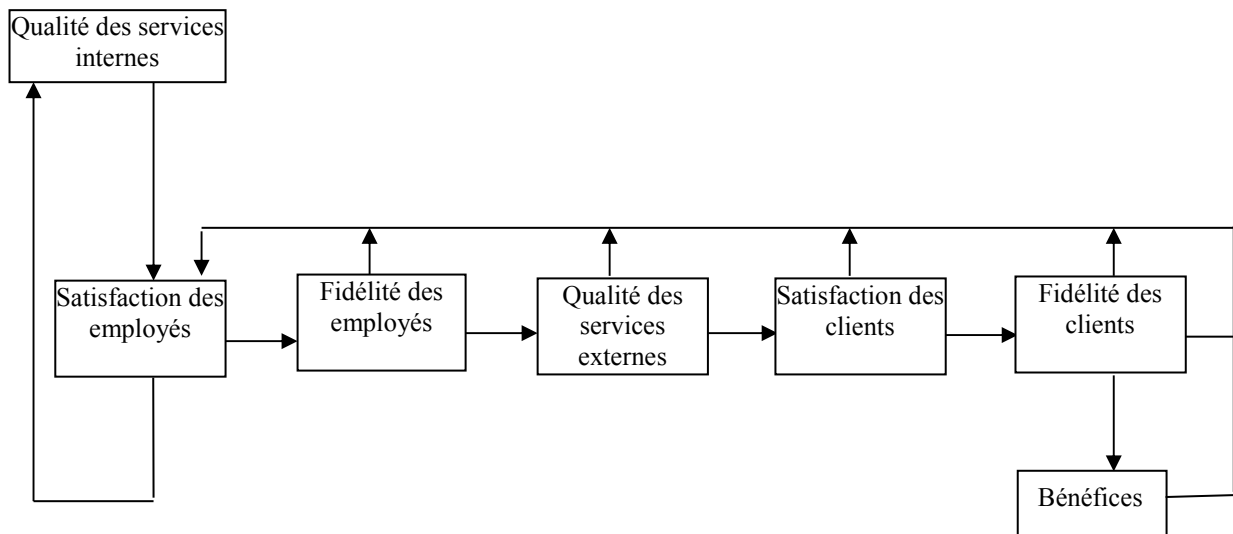 Qualité des services
internes
Satisfaction des
employés
Fidélité des
employés
Qualité des
services
externes
Satisfaction des
clients
Fidélité des
clients
Bénéfices